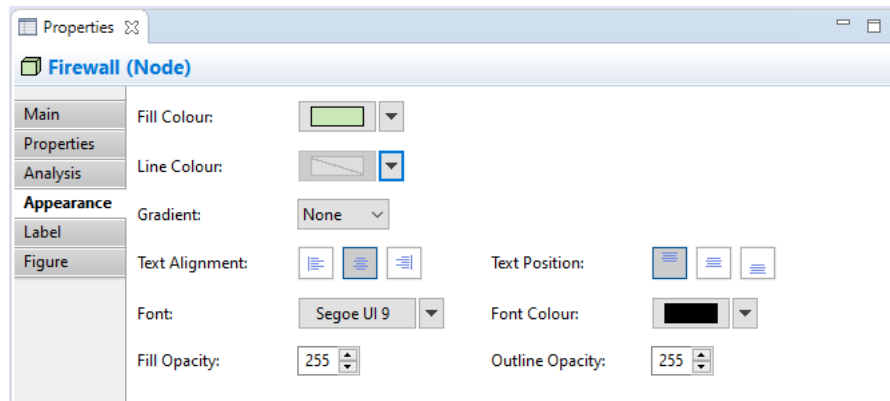 Properties
Firewall (Node)
Main
Properties
Analysis
Appearance
Label
Figure
Fill Colour:
Line Colour:
Gradient: None
Text Alignment: Text Position:
Font: Segoe UI 9 Font Colour:
Fill Opacity: 255 Outline Opacity: 255